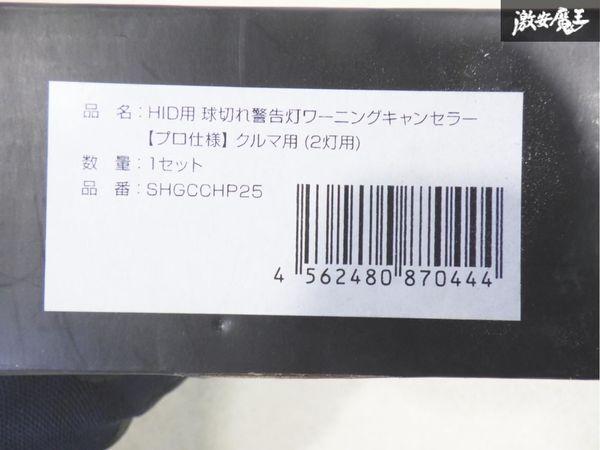 激安魔王
品 名：HID用 球切れ警告灯ワーニングキャンセラー
【プロ仕様】クルマ用（2灯用）
数 量：1セット
品 番：SHGCCHP25
4 562480 870444